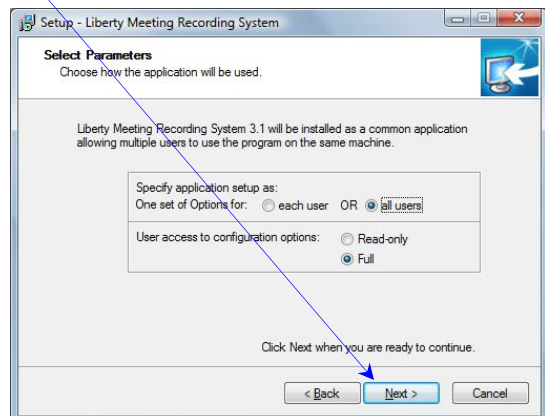 Setup - Liberty Meeting Recording System
Select Parameters
Choose how the application will be used.
Liberty Meeting Recording System 3.1 will be installed as a common application
allowing multiple users to use the program on the same machine.
Specify application setup as:
One set of Options for: each user OR all users
User access to configuration options: Read-only
Full
Click Next when you are ready to continue.
< Back Next > Cancel